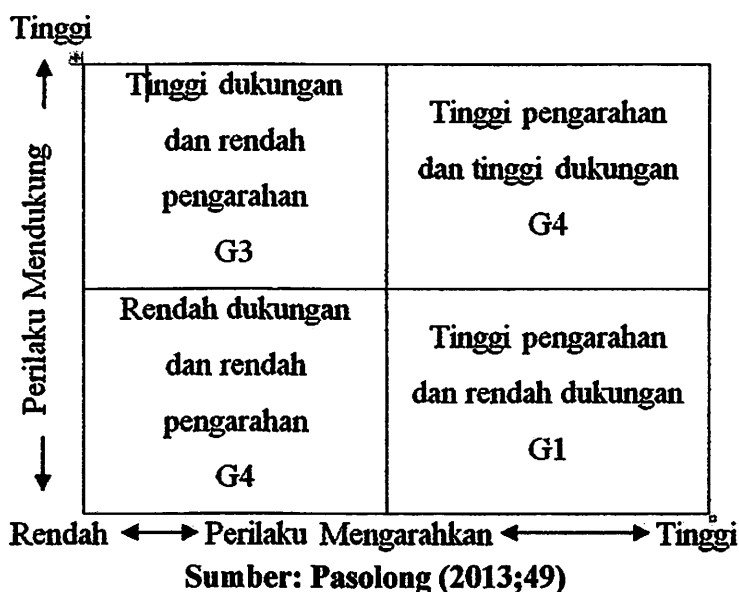 Tinggi
Tinggi dukungan
dan rendah
pengarahan
G3
Tinggi pengarahan
dan tinggi dukungan
G4
Perilaku Mendukung
Rendah dukungan
dan rendah
pengarahan
G4
Tinggi pengarahan
dan rendah dukungan
G1
Rendah Perilaku Mengarahkan Tinggi
Sumber: Pasolong (2013;49)